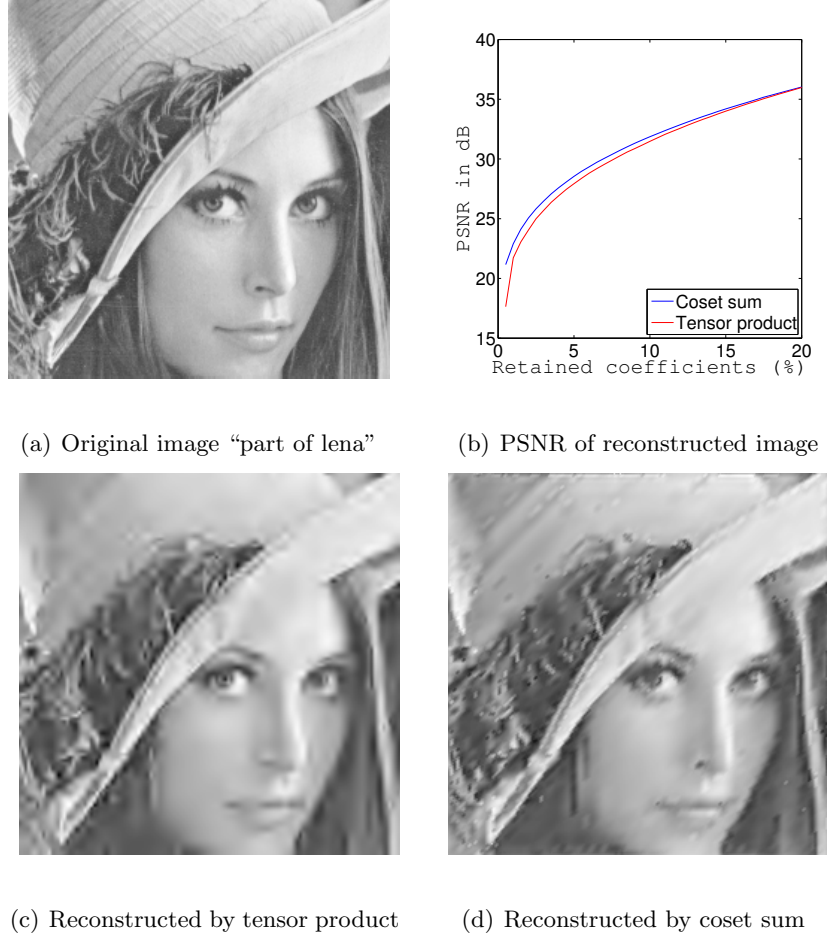 40
35
30
25
20
15
PSNR in dB
Coset sum
Tensor product
0 5 10 15 20
Retained coefficients (%)
(a) Original image “part of lena”
(b) PSNR of reconstructed image
(c) Reconstructed by tensor product
(d) Reconstructed by coset sum